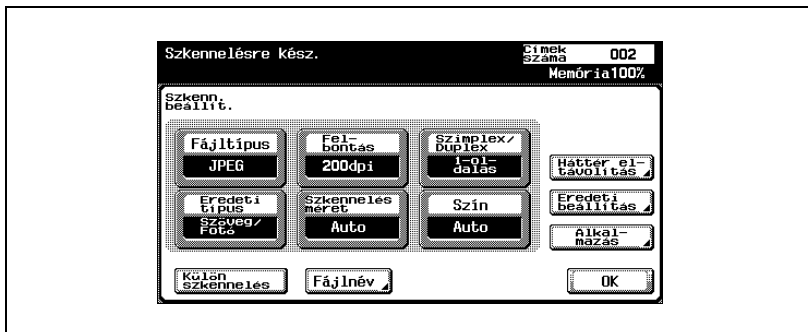 Szkennelésre kész.
Címek
száma
002
Memória100%
Szkenn.
beállít.
Fájltípus
JPEG
Fel-
bontás
200dpi
Szimplex/
Duplex
1-ol-
dalas
Háttér el-
távolítás
Eredeti
típus
Szöveg/
Fotó
Szkennelés
méret
Auto
Szín
Auto
Eredeti
beállítás
Alkal-
mazás
Külön
szkennelés
Fájlnév
OK